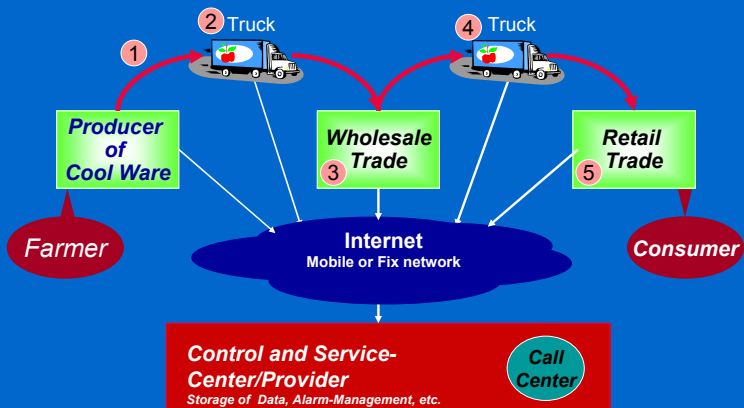 2 Truck
4 Truck
1
Producer
of
Cool Ware
Wholesale
Trade
3
Retail
Trade
5
Farmer
Internet
Mobile or Fix network
Consumer
Control and Service-
Center/Provider
Storage of Data, Alarm-Management, etc.
Call
Center